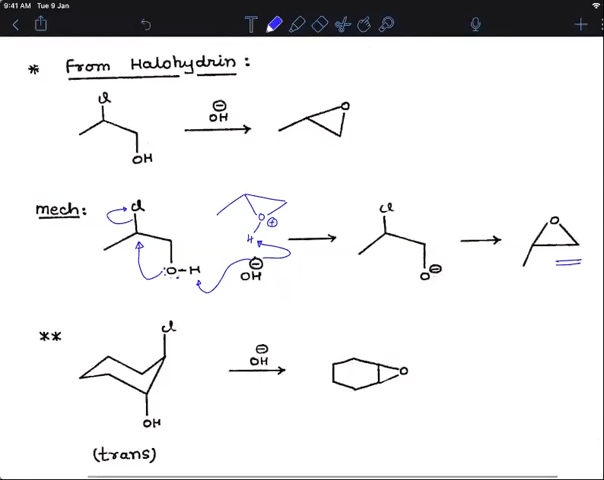 9:41 AM Tue 9 Jan
* From Halohydrin :
Cl
⊖
OH
O
OH
mech:
Cl
O ⊕
H
O-H
⊖
OH
Cl
O⊖
O
**
Cl
⊖
OH
O
OH
(trans)